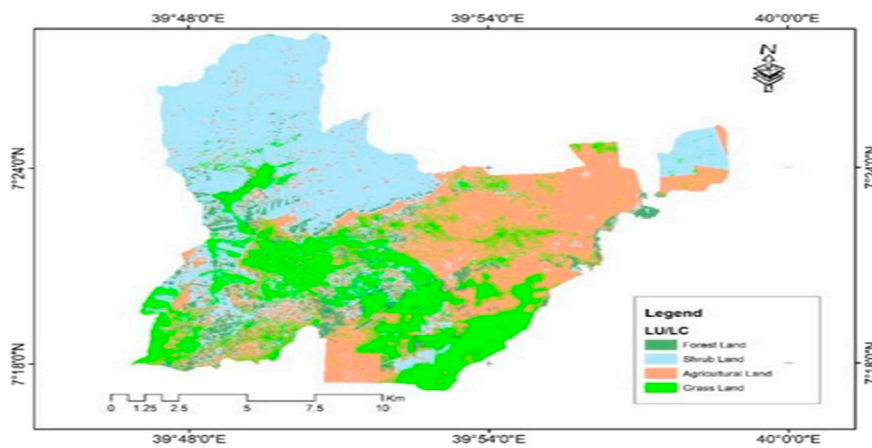 39°48'0"E 39°54'0"E 40°0'0"E
N
7°24'0"N 7°24'0"N
Legend
LU/LC
Forest Land
Shrub Land
Agricultural Land
Grass Land
7°18'0"N 7°18'0"N
Km
0 1.25 2.5 5 7.5 10
39°48'0"E 39°54'0"E 40°0'0"E